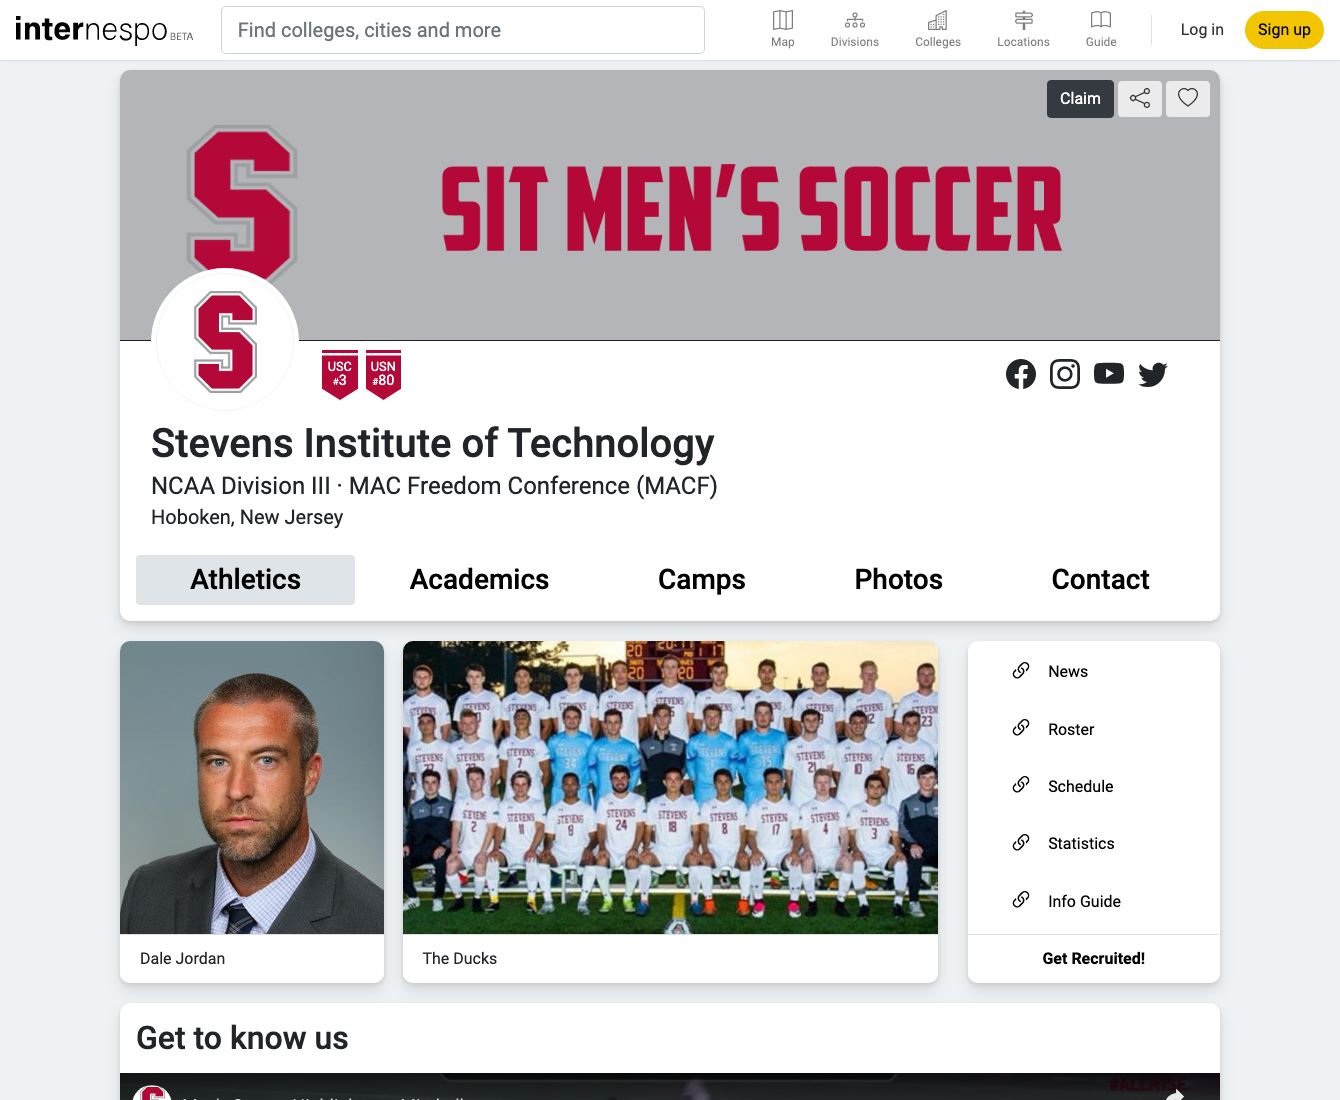 internespo BETA
Find colleges, cities and more
Map
Divisions
Colleges
Locations
Guide
Log in
Sign up
Claim
S
SIT MEN'S SOCCER
S
USC
#3
USN
#80
Stevens Institute of Technology
NCAA Division III · MAC Freedom Conference (MACF)
Hoboken, New Jersey
Athletics
Academics
Camps
Photos
Contact
News
Roster
Schedule
Statistics
Info Guide
Dale Jordan
The Ducks
Get Recruited!
Get to know us
#ALLRISE